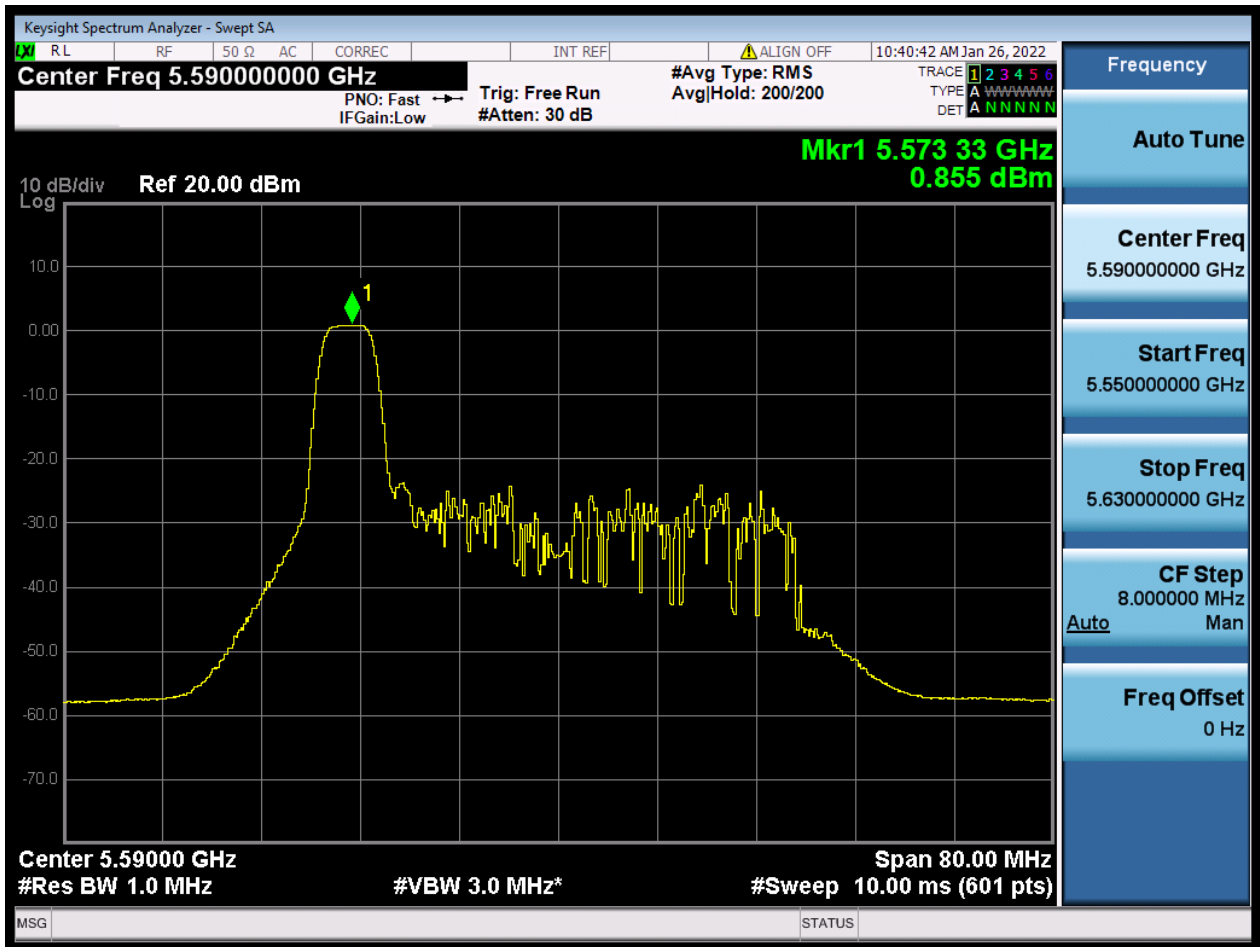 Keysight Spectrum Analyzer - Swept SA
LXI RL RF 50 Ω AC CORREC INT REF ALIGN OFF 10:40:42 AM Jan 26, 2022
Center Freq 5.590000000 GHz
PNO: Fast
IFGain:Low
Trig: Free Run
#Atten: 30 dB
#Avg Type: RMS
Avg|Hold: 200/200
TRACE 1 2 3 4 5 6
TYPE A WWWWW
DET A N N N N N
Mkr1 5.573 33 GHz
0.855 dBm
10 dB/div Ref 20.00 dBm
Log
10.0
0.00
-10.0
-20.0
-30.0
-40.0
-50.0
-60.0
-70.0
1
Center 5.59000 GHz Span 80.00 MHz
#Res BW 1.0 MHz #VBW 3.0 MHz* #Sweep 10.00 ms (601 pts)
MSG STATUS
Frequency
Auto Tune
Center Freq
5.590000000 GHz
Start Freq
5.550000000 GHz
Stop Freq
5.630000000 GHz
CF Step
8.000000 MHz
Auto Man
Freq Offset
0 Hz